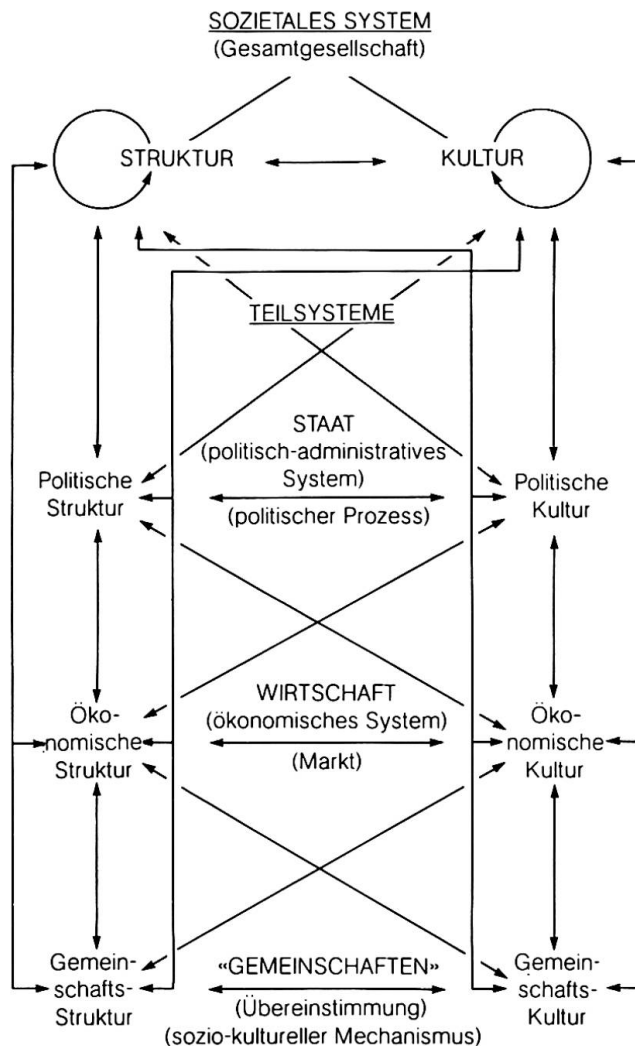 SOZIETALES SYSTEM
(Gesamtgesellschaft)
STRUKTUR
KULTUR
TEILSYSTEME
STAAT
(politisch-administratives
System)
(politischer Prozess)
Politische
Struktur
Politische
Kultur
WIRTSCHAFT
(ökonomisches System)
(Markt)
Öko-
nomische
Struktur
Öko-
nomische
Kultur
«GEMEINSCHAFTEN»
(Übereinstimmung)
(sozio-kultureller Mechanismus)
Gemein-
schafts-
Struktur
Gemein-
schafts-
Kultur